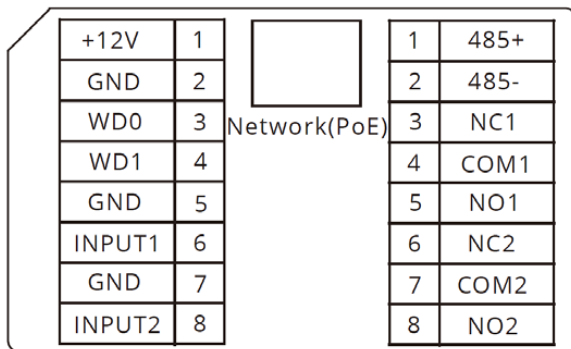 +12V 1
GND 2
WD0 3
WD1 4
GND 5
INPUT1 6
GND 7
INPUT2 8
Network(PoE)
1 485+
2 485-
3 NC1
4 COM1
5 NO1
6 NC2
7 COM2
8 NO2